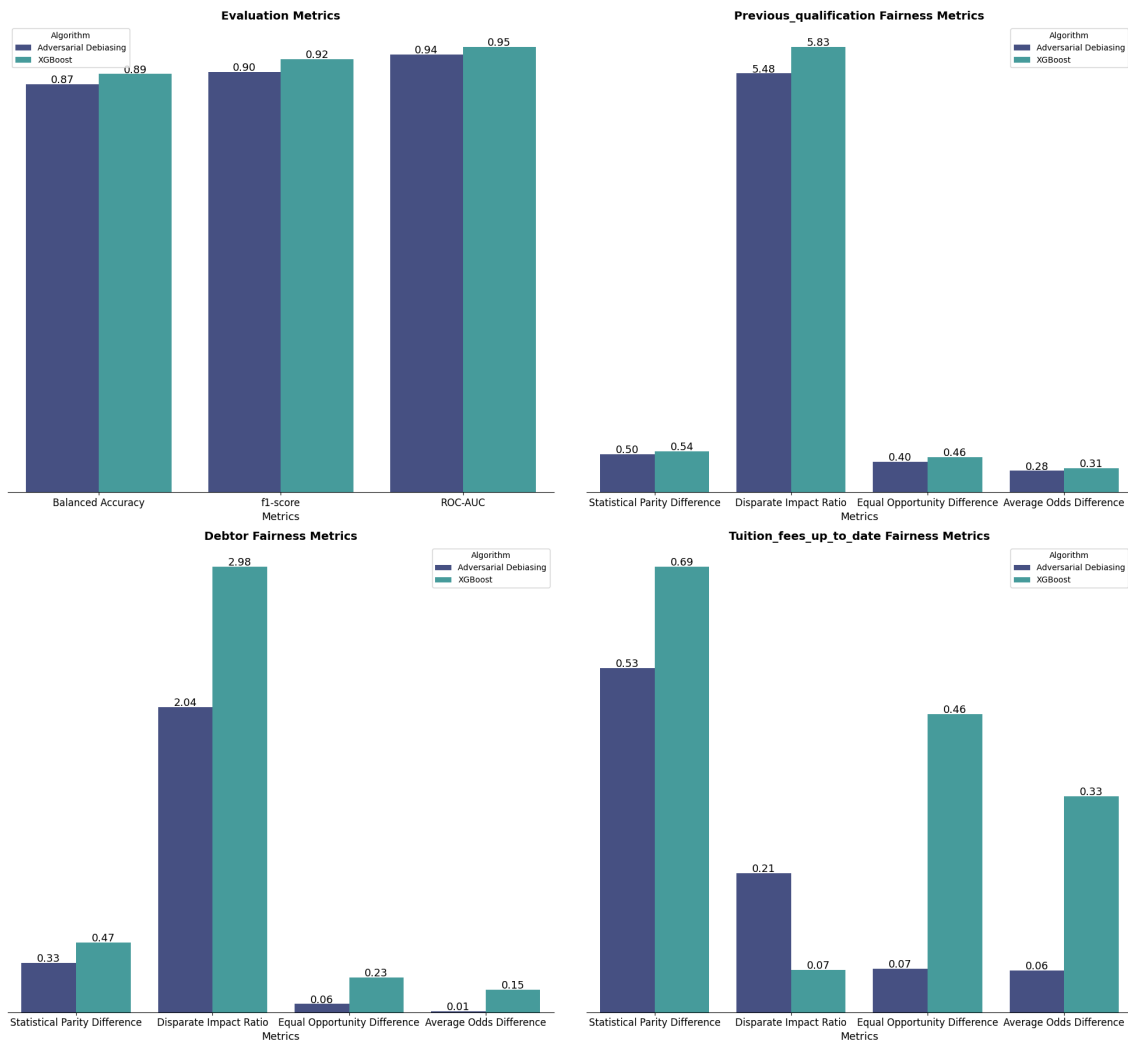 Evaluation Metrics
Algorithm
Adversarial Debiasing
XGBoost
0.87
0.89
0.90
0.92
0.94
0.95
Balanced Accuracy
f1-score
ROC-AUC
Metrics
Previous_qualification Fairness Metrics
Algorithm
Adversarial Debiasing
XGBoost
0.50
0.54
5.48
5.83
0.40
0.46
0.28
0.31
Statistical Parity Difference
Disparate Impact Ratio
Equal Opportunity Difference
Average Odds Difference
Metrics
Debtor Fairness Metrics
Algorithm
Adversarial Debiasing
XGBoost
0.33
0.47
2.04
2.98
0.06
0.23
0.01
0.15
Statistical Parity Difference
Disparate Impact Ratio
Equal Opportunity Difference
Average Odds Difference
Metrics
Tuition_fees_up_to_date Fairness Metrics
Algorithm
Adversarial Debiasing
XGBoost
0.53
0.69
0.21
0.07
0.07
0.46
0.06
0.33
Statistical Parity Difference
Disparate Impact Ratio
Equal Opportunity Difference
Average Odds Difference
Metrics